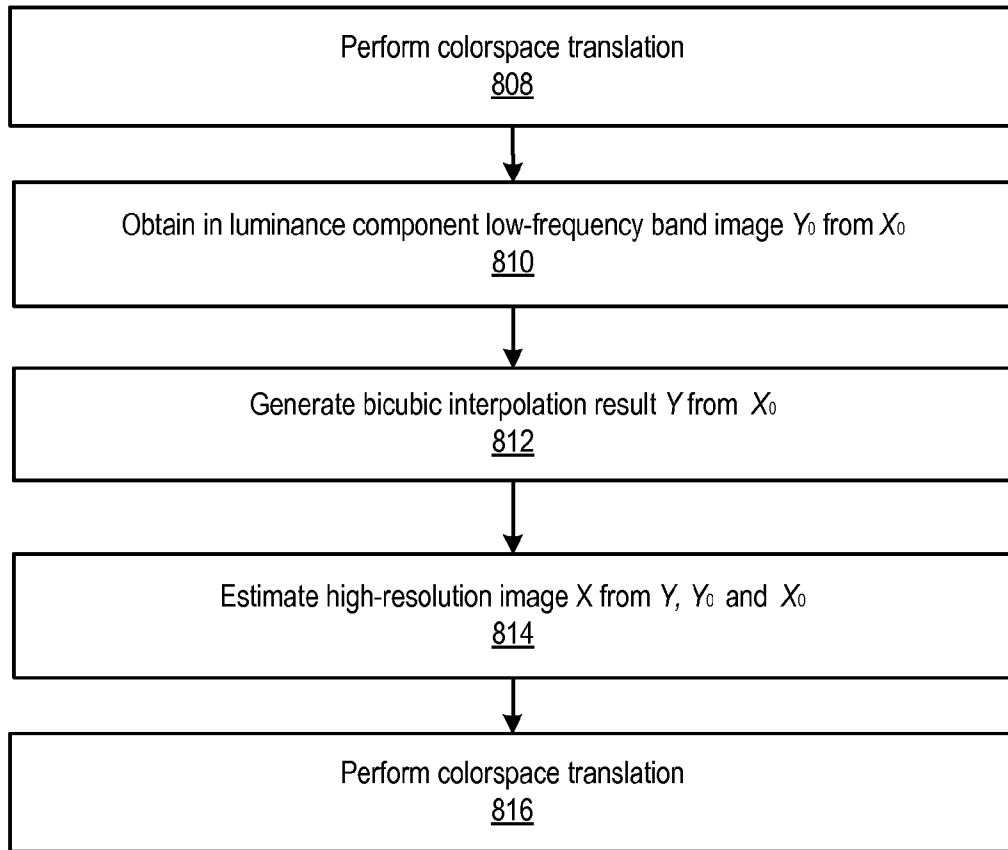 Perform colorspace translation
808
Obtain in luminance component low-frequency band image Y₀ from X₀
810
Generate bicubic interpolation result Y from X₀
812
Estimate high-resolution image X from Y, Y₀ and X₀
814
Perform colorspace translation
816